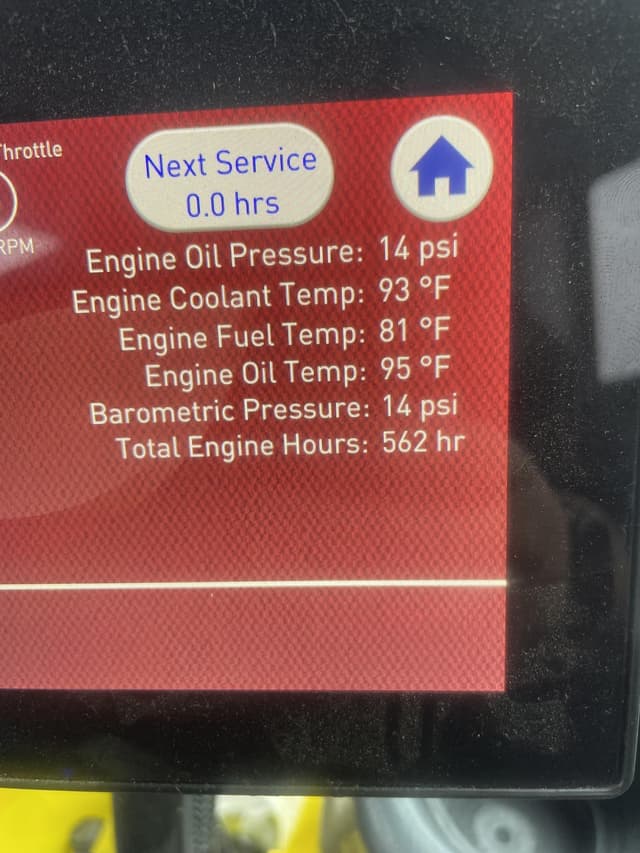 Throttle
Next Service
0.0 hrs
RPM
Engine Oil Pressure: 14 psi
Engine Coolant Temp: 93 °F
Engine Fuel Temp: 81 °F
Engine Oil Temp: 95 °F
Barometric Pressure: 14 psi
Total Engine Hours: 562 hr